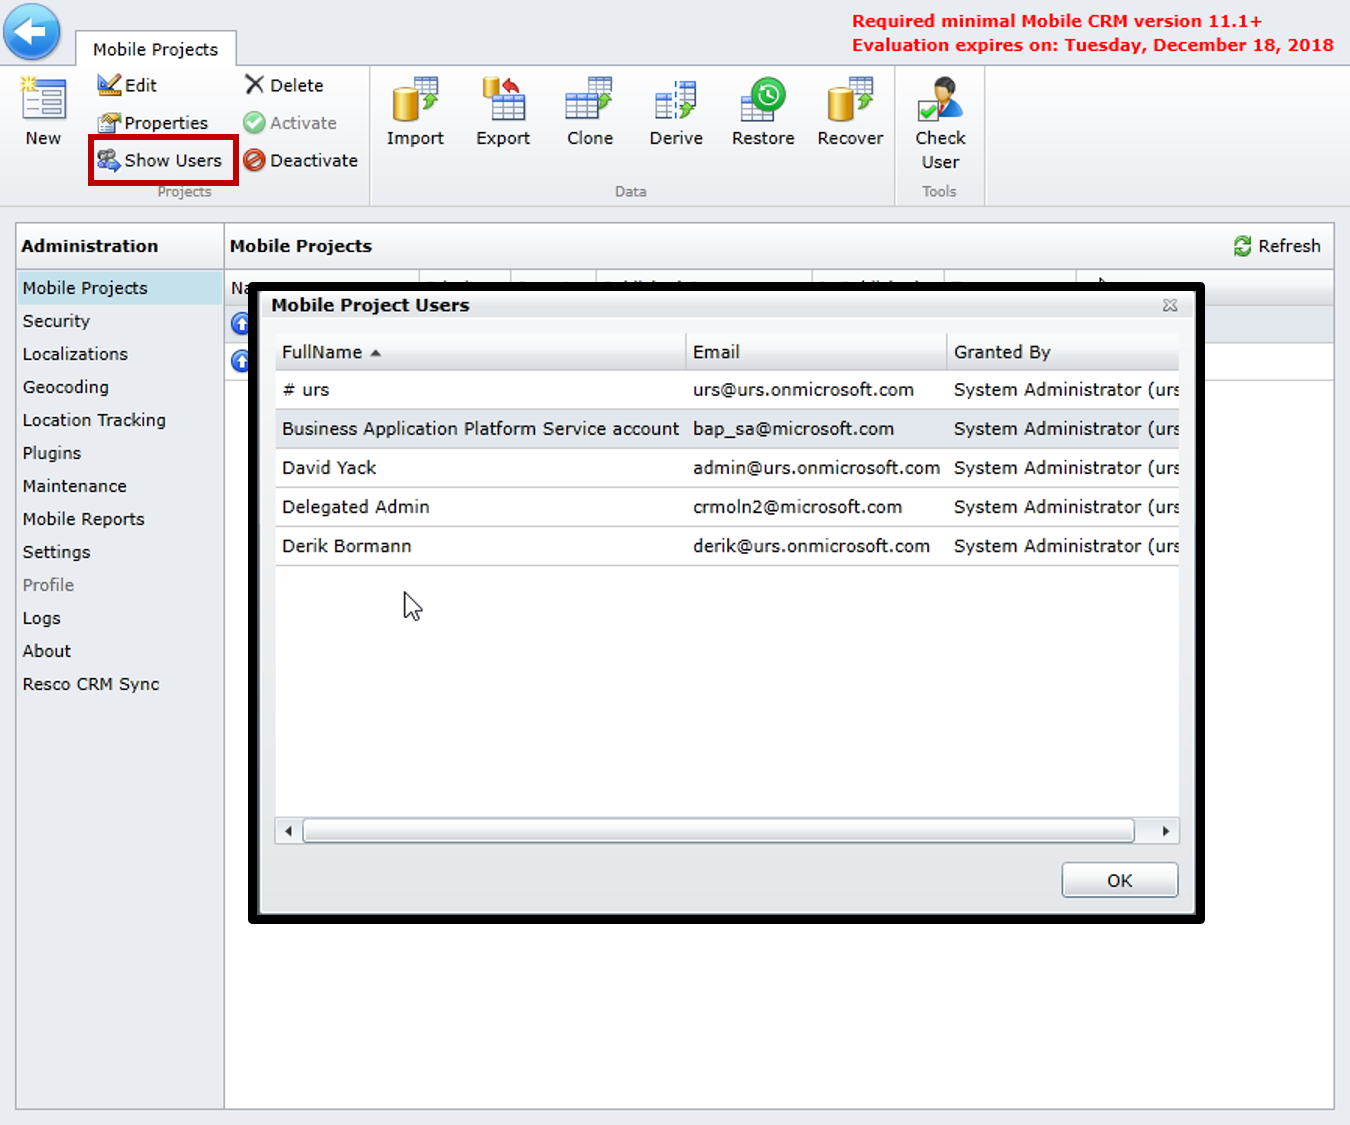 Required minimal Mobile CRM version 11.1+
Evaluation expires on: Tuesday, December 18, 2018
Mobile Projects
New
Edit
Properties
Show Users
Delete
Activate
Deactivate
Projects
Import
Export
Clone
Derive
Restore
Recover
Data
Check
User
Tools
Administration
Mobile Projects
Security
Localizations
Geocoding
Location Tracking
Plugins
Maintenance
Mobile Reports
Settings
Profile
Logs
About
Resco CRM Sync
Mobile Projects
Refresh
Mobile Project Users
FullName Email Granted By
# urs urs@urs.onmicrosoft.com System Administrator (urs
Business Application Platform Service account bap_sa@microsoft.com System Administrator (urs
David Yack admin@urs.onmicrosoft.com System Administrator (urs
Delegated Admin crmoln2@microsoft.com System Administrator (urs
Derik Bormann derik@urs.onmicrosoft.com System Administrator (urs
OK